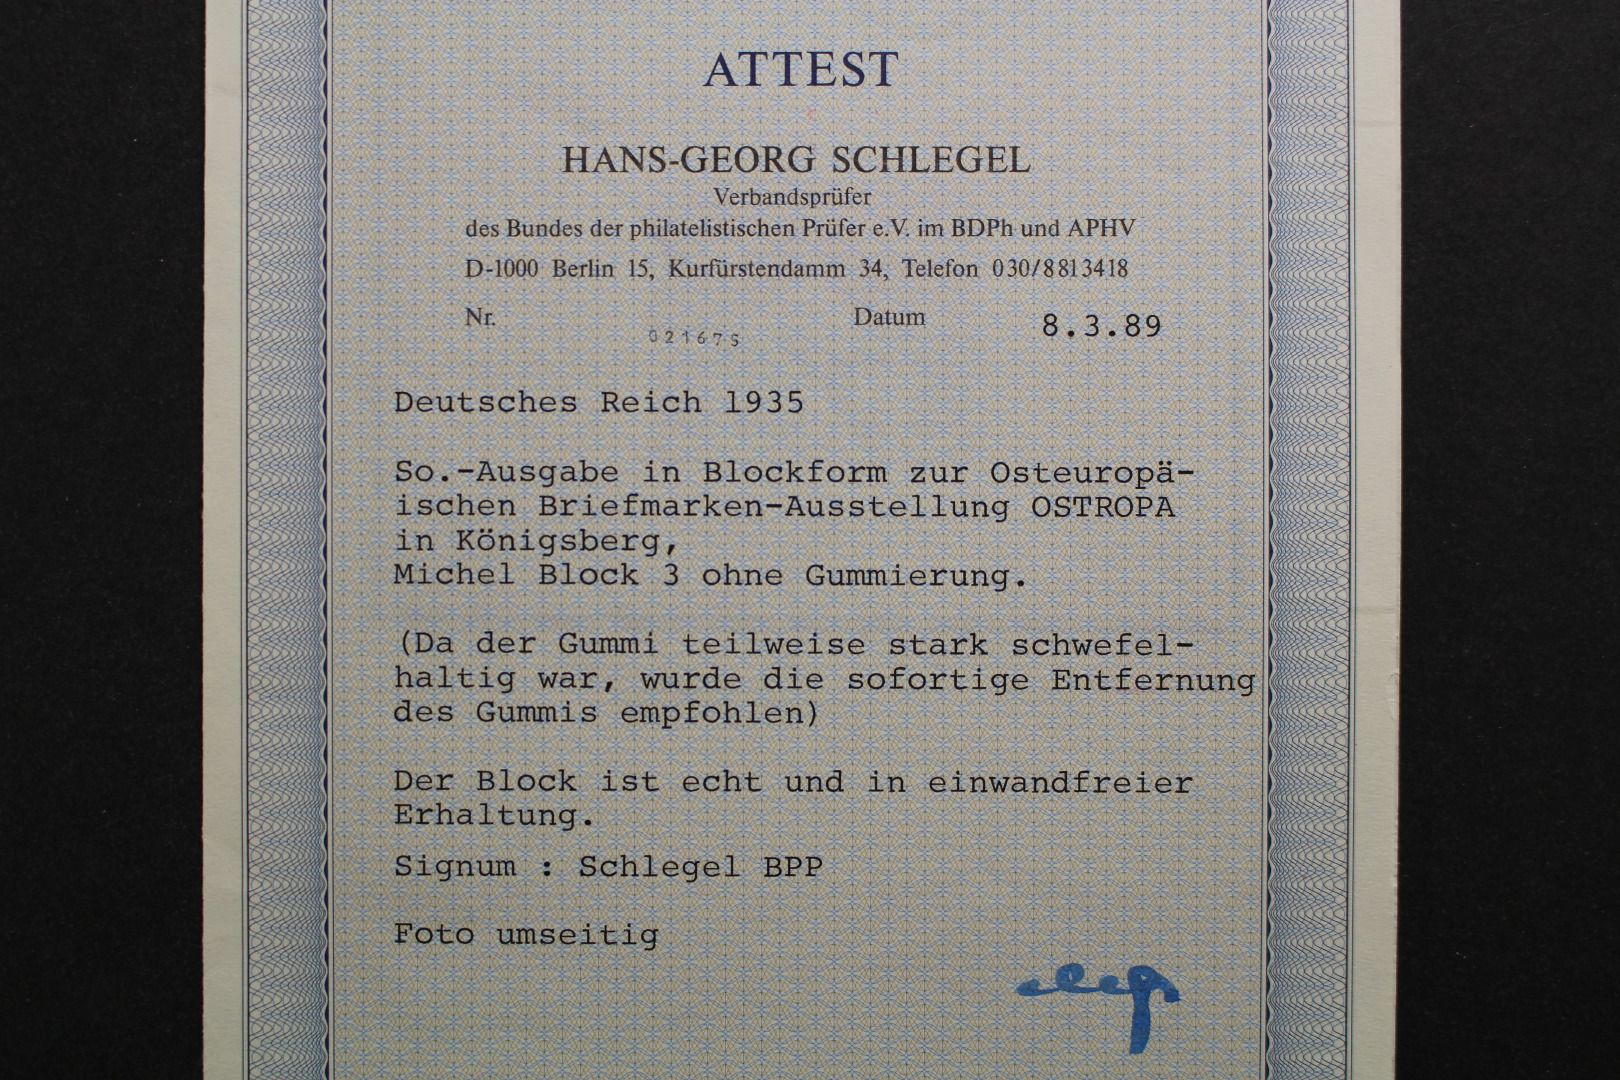 ATTEST
HANS-GEORG SCHLEGEL
Verbandsprüfer
des Bundes der philatelistischen Prüfer e.V. im BDPh und APHV
D-1000 Berlin 15, Kurfürstendamm 34, Telefon 030/8813418
Nr. 02167S Datum 8.3.89
Deutsches Reich 1935
So.-Ausgabe in Blockform zur Osteuropä-
ischen Briefmarken-Ausstellung OSTROPA
in Königsberg,
Michel Block 3 ohne Gummierung.
(Da der Gummi teilweise stark schwefel-
haltig war, wurde die sofortige Entfernung
des Gummis empfohlen)
Der Block ist echt und in einwandfreier
Erhaltung.
Signum : Schlegel BPP
Foto umseitig